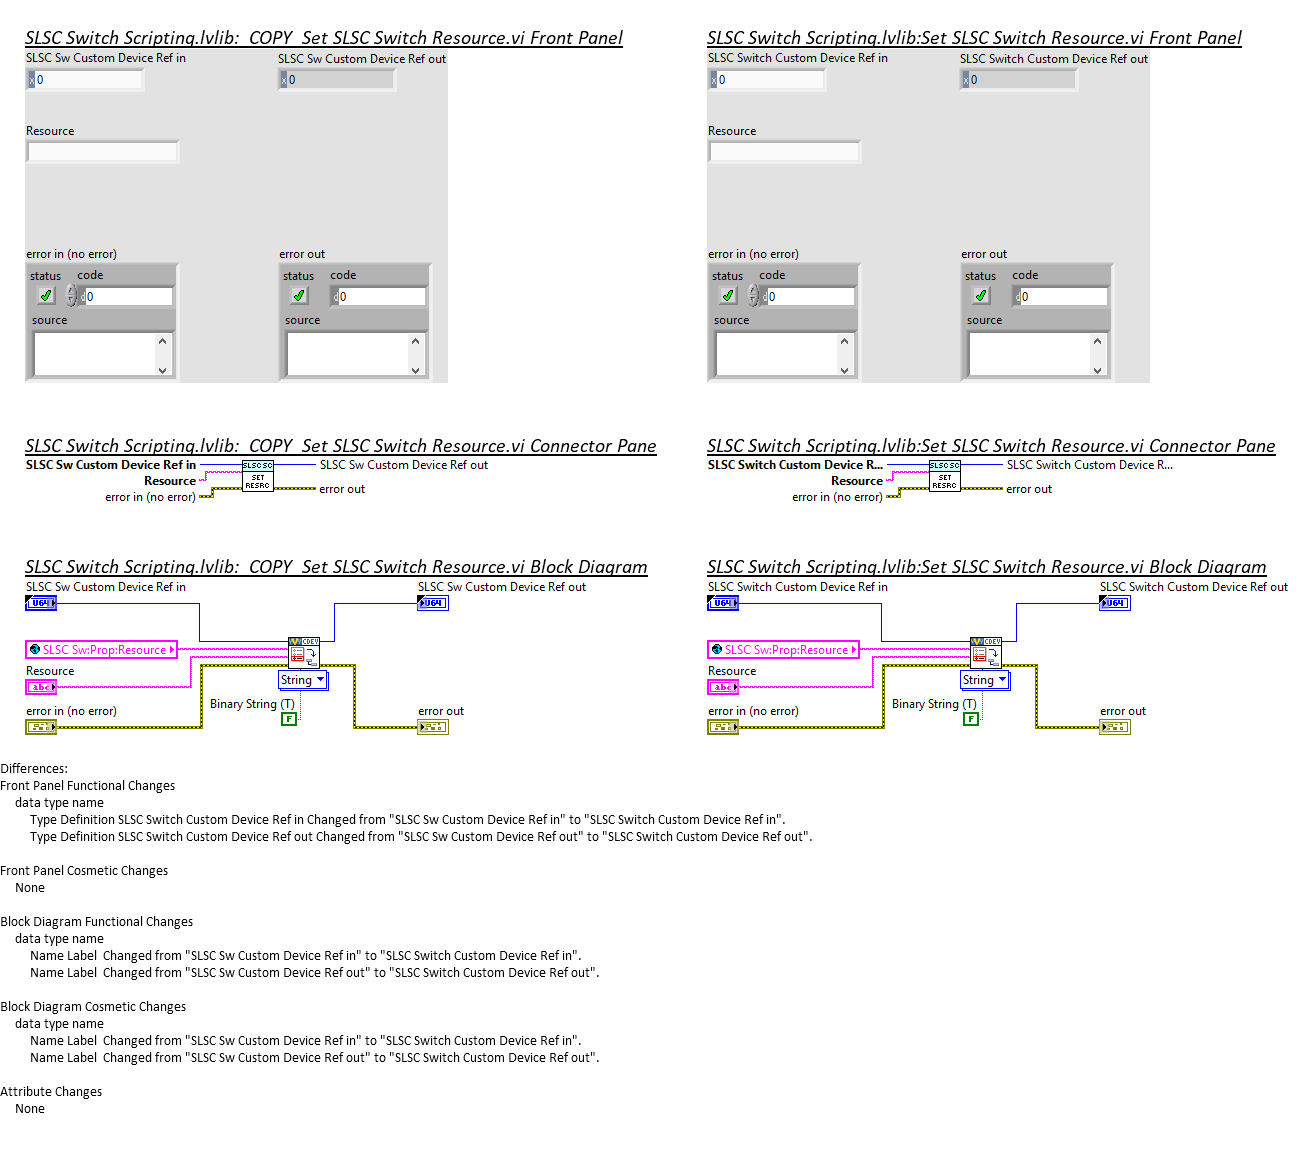 SLSC Switch Scripting.lvlib:  COPY  Set SLSC Switch Resource.vi Front Panel
SLSC Sw Custom Device Ref in
SLSC Sw Custom Device Ref out
x 0
x 0
Resource
error in (no error)
error out
status
code
status
code
d 0
d 0
source
source
SLSC Switch Scripting.lvlib:Set SLSC Switch Resource.vi Front Panel
SLSC Switch Custom Device Ref in
SLSC Switch Custom Device Ref out
x 0
x 0
Resource
error in (no error)
error out
status
code
status
code
d 0
d 0
source
source
SLSC Switch Scripting.lvlib:  COPY  Set SLSC Switch Resource.vi Connector Pane
SLSC Sw Custom Device Ref in
SLSC SC
SLSC Sw Custom Device Ref out
Resource
SET
RESRC
error in (no error)
error out
SLSC Switch Scripting.lvlib:Set SLSC Switch Resource.vi Connector Pane
SLSC Switch Custom Device R...
SLSC SC
SLSC Switch Custom Device R...
Resource
SET
RESRC
error in (no error)
error out
SLSC Switch Scripting.lvlib:  COPY  Set SLSC Switch Resource.vi Block Diagram
SLSC Sw Custom Device Ref in
SLSC Sw Custom Device Ref out
U64
U64
CDEV
SLSC Sw:Prop:Resource
Resource
abc
String
Binary String (T)
F
error in (no error)
error out
SLSC Switch Scripting.lvlib:Set SLSC Switch Resource.vi Block Diagram
SLSC Switch Custom Device Ref in
SLSC Switch Custom Device Ref out
U64
U64
CDEV
SLSC Sw:Prop:Resource
Resource
abc
String
Binary String (T)
F
error in (no error)
error out
Differences:
Front Panel Functional Changes
data type name
Type Definition SLSC Switch Custom Device Ref in Changed from "SLSC Sw Custom Device Ref in" to "SLSC Switch Custom Device Ref in".
Type Definition SLSC Switch Custom Device Ref out Changed from "SLSC Sw Custom Device Ref out" to "SLSC Switch Custom Device Ref out".
Front Panel Cosmetic Changes
None
Block Diagram Functional Changes
data type name
Name Label  Changed from "SLSC Sw Custom Device Ref in" to "SLSC Switch Custom Device Ref in".
Name Label  Changed from "SLSC Sw Custom Device Ref out" to "SLSC Switch Custom Device Ref out".
Block Diagram Cosmetic Changes
data type name
Name Label  Changed from "SLSC Sw Custom Device Ref in" to "SLSC Switch Custom Device Ref in".
Name Label  Changed from "SLSC Sw Custom Device Ref out" to "SLSC Switch Custom Device Ref out".
Attribute Changes
None